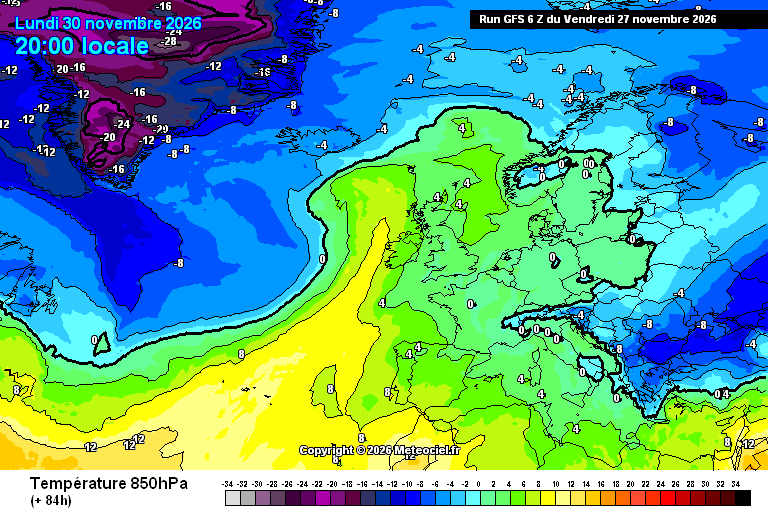 Lundi 30 novembre 2026
20:00 locale
Run GFS 6 Z du Vendredi 27 novembre 2026
Copyright © 2026 Meteociel.fr
Température 850hPa
(+ 84h)
-34 -32 -30 -28 -26 -24 -22 -20 -18 -16 -14 -12 -10 -8 -6 -4 -2 0 2 4 6 8 10 12 14 16 18 20 22 24 26 28 30 32 34